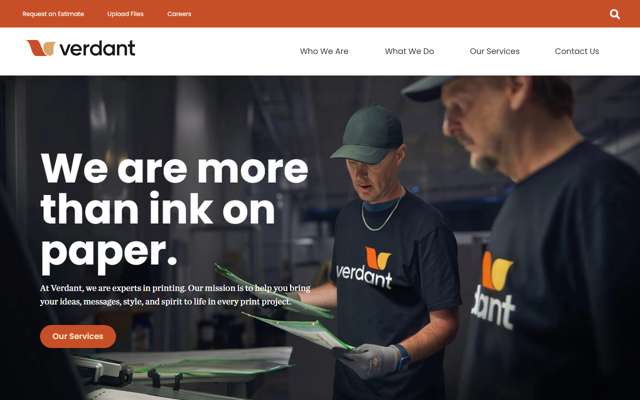 Request on Estimate
Upload Files
Careers
verdant
Who We Are
What We Do
Our Services
Contact Us
We are more
than ink on
paper.
At Verdant, we are experts in printing. Our mission is to help you bring
your ideas, messages, style, and spirit to life in every print project.
Our Services
verdant
dant